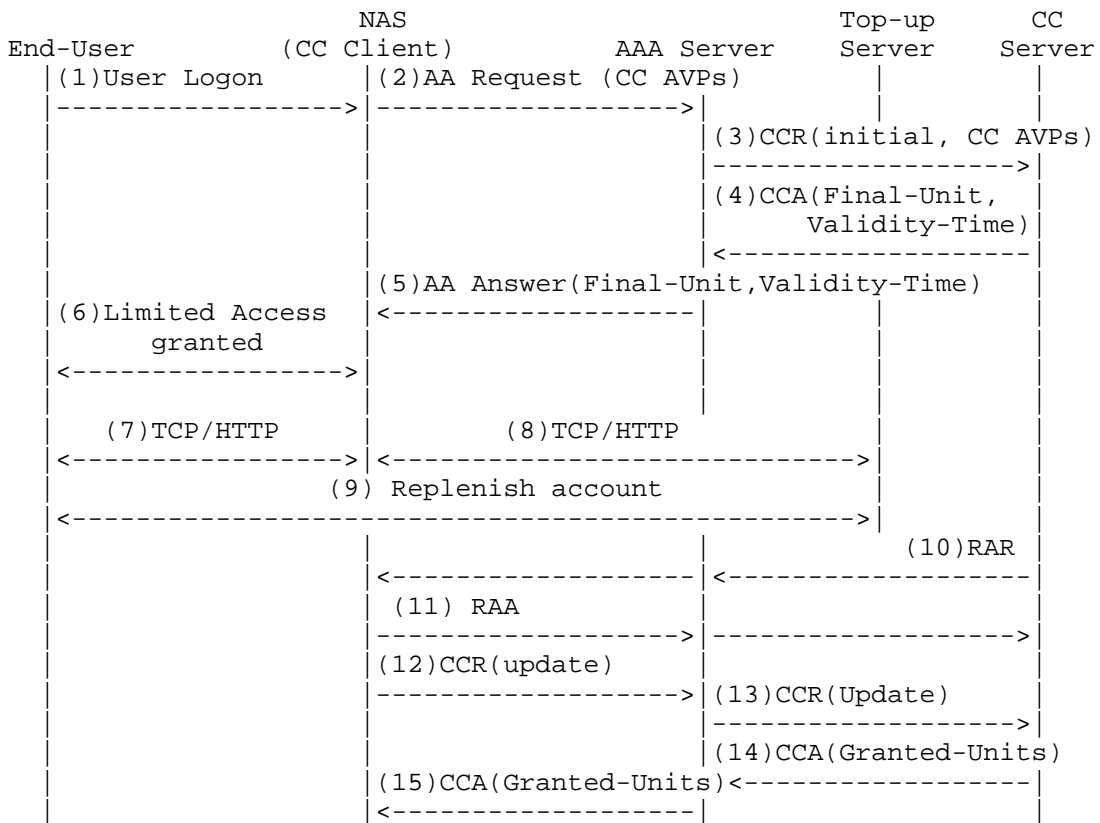 NAS Top-up CC
End-User (CC Client) AAA Server Server Server
(1)User Logon (2)AA Request (CC AVPs)
(3)CCR(initial, CC AVPs)
(4)CCA(Final-Unit,
Validity-Time)
(5)AA Answer(Final-Unit,Validity-Time)
(6)Limited Access
granted
(7)TCP/HTTP (8)TCP/HTTP
(9) Replenish account
(10)RAR
(11) RAA
(12)CCR(update)
(13)CCR(Update)
(14)CCA(Granted-Units)
(15)CCA(Granted-Units)